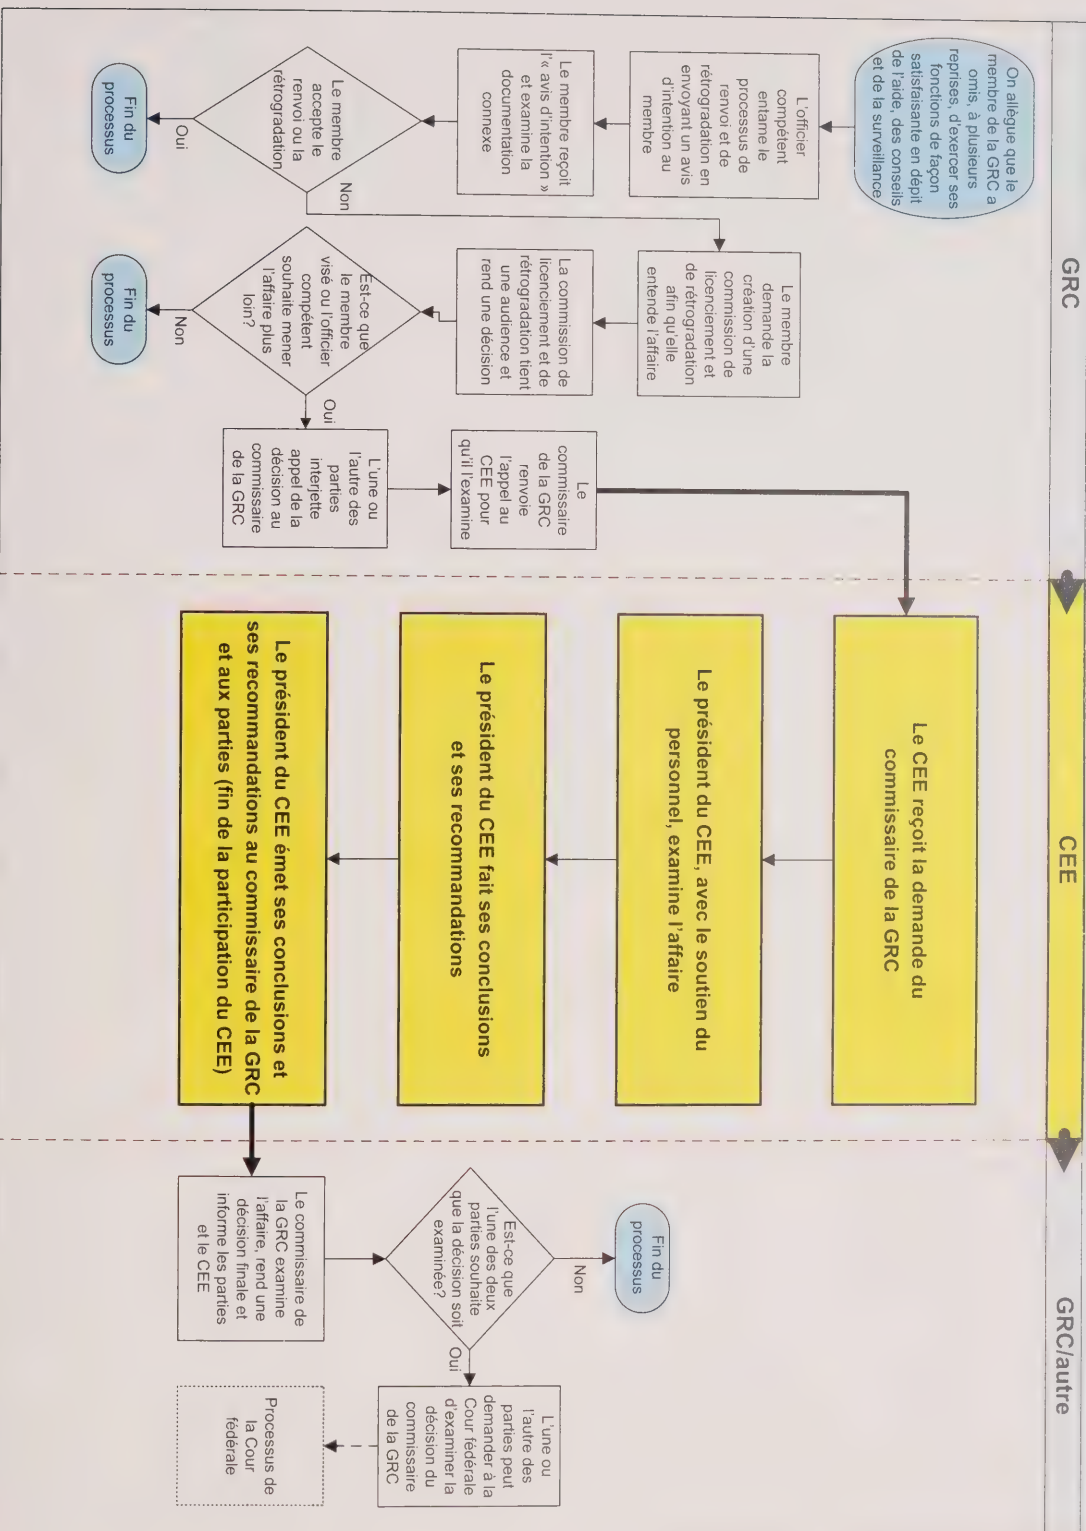 GRC
CEE
GRC/autre
On allègue que le
membre de la GRC a
omis, à plusieurs
reprises, d'exercer ses
fonctions de façon
satisfaisante en dépit
de l'aide, des conseils
et de la surveillance
L'officier
compétent
entame le
processus de
renvoi et de
rétrogradation en
envoyant un avis
d'intention au
membre
Le membre reçoit
l'« avis d'intention »
et examine la
documentation
connexe
Le membre
accepte le
renvoi ou la
rétrogradation
Oui
Fin du
processus
Non
Le membre
demande la
création d'une
commission de
licenciement et
de rétrogradation
afin qu'elle
entende l'affaire
La commission de
licenciement et de
rétrogradation tient
une audience et
rend une décision
Est-ce que
le membre
visé ou l'officier
compétent
souhaite mener
l'affaire plus
loin?
Non
Fin du
processus
Oui
L'une ou
l'autre des
parties
interjette
appel de la
décision au
commissaire
de la GRC
Le
commissaire
de la GRC
renvoie
l'appel au
CEE pour
qu'il l'examine
Le CEE reçoit la demande du
commissaire de la GRC
Le président du CEE, avec le soutien du
personnel, examine l'affaire
Le président du CEE fait ses conclusions
et ses recommandations
Le président du CEE émet ses conclusions et
ses recommandations au commissaire de la GRC
et aux parties (fin de la participation du CEE)
Le commissaire de
la GRC examine
l'affaire, rend une
décision finale et
informe les parties
et le CEE
Est-ce que
l'une des deux
parties souhaite
que la décision soit
examinée?
Non
Fin du
processus
Oui
L'une ou
l'autre des
parties peut
demander à la
Cour fédérale
d'examiner la
décision du
commissaire
de la GRC
Processus de
la Cour
fédérale